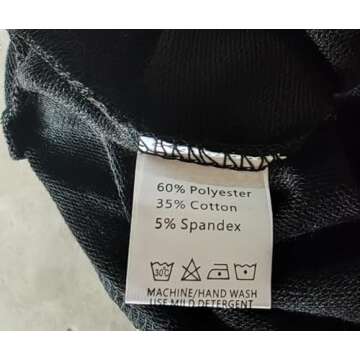 60% Polyester
35% Cotton
5% Spandex
30°C
MACHINE/HAND WASH
USE MILD DETERGENT